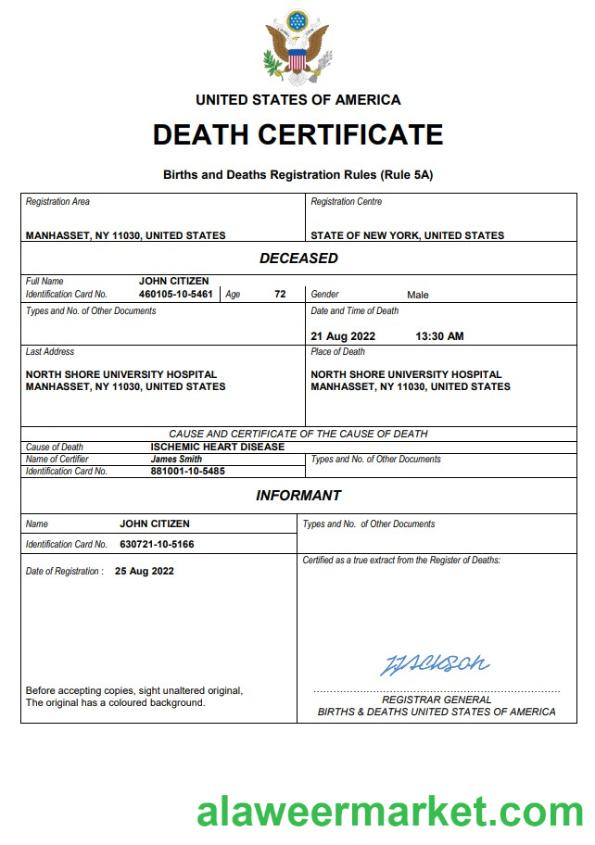 UNITED STATES OF AMERICA
DEATH CERTIFICATE
Births and Deaths Registration Rules (Rule 5A)
Registration Area
Registration Centre
MANHASSET, NY 11030, UNITED STATES
STATE OF NEW YORK, UNITED STATES
DECEASED
Full Name JOHN CITIZEN
Identification Card No. 460105-10-5461 Age 72 Gender Male
Types and No. of Other Documents
Date and Time of Death
21 Aug 2022 13:30 AM
Last Address
Place of Death
NORTH SHORE UNIVERSITY HOSPITAL
MANHASSET, NY 11030, UNITED STATES
NORTH SHORE UNIVERSITY HOSPITAL
MANHASSET, NY 11030, UNITED STATES
CAUSE AND CERTIFICATE OF THE CAUSE OF DEATH
Cause of Death ISCHEMIC HEART DISEASE
Name of Certifier James Smith
Types and No. of Other Documents
Identification Card No. 881001-10-5485
INFORMANT
Name JOHN CITIZEN
Types and No. of Other Documents
Identification Card No. 630721-10-5166
Certified as a true extract from the Register of Deaths:
Date of Registration : 25 Aug 2022
Before accepting copies, sight unaltered original,
The original has a coloured background.
REGISTRAR GENERAL
BIRTHS & DEATHS UNITED STATES OF AMERICA
alaweermarket.com